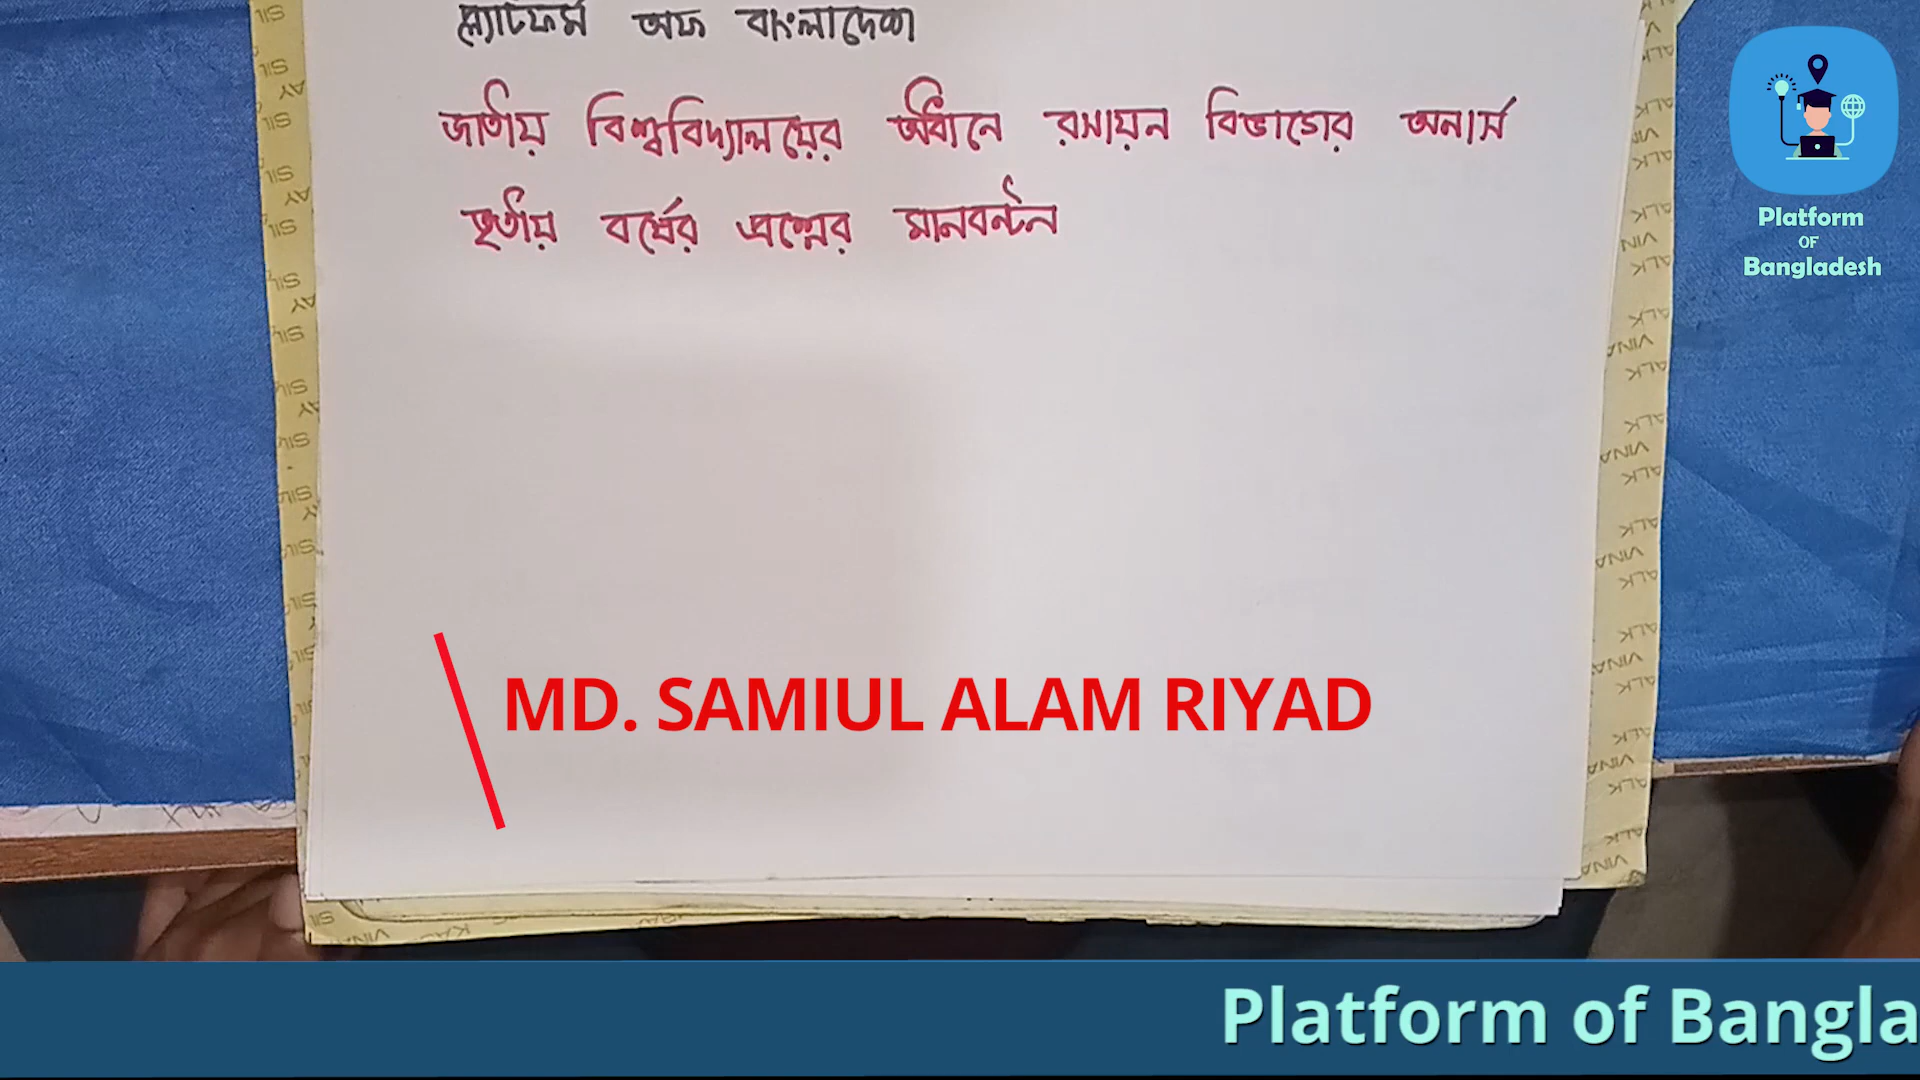 প্ল্যাটফর্ম অফ বাংলাদেশ
জাতীয় বিশ্ববিদ্যালয়ের অধীনে রসায়ন বিভাগের অনার্স
তৃতীয় বর্ষের প্রশ্নের মানবন্টন
Platform
OF
Bangladesh
MD. SAMIUL ALAM RIYAD
Platform of Bangla